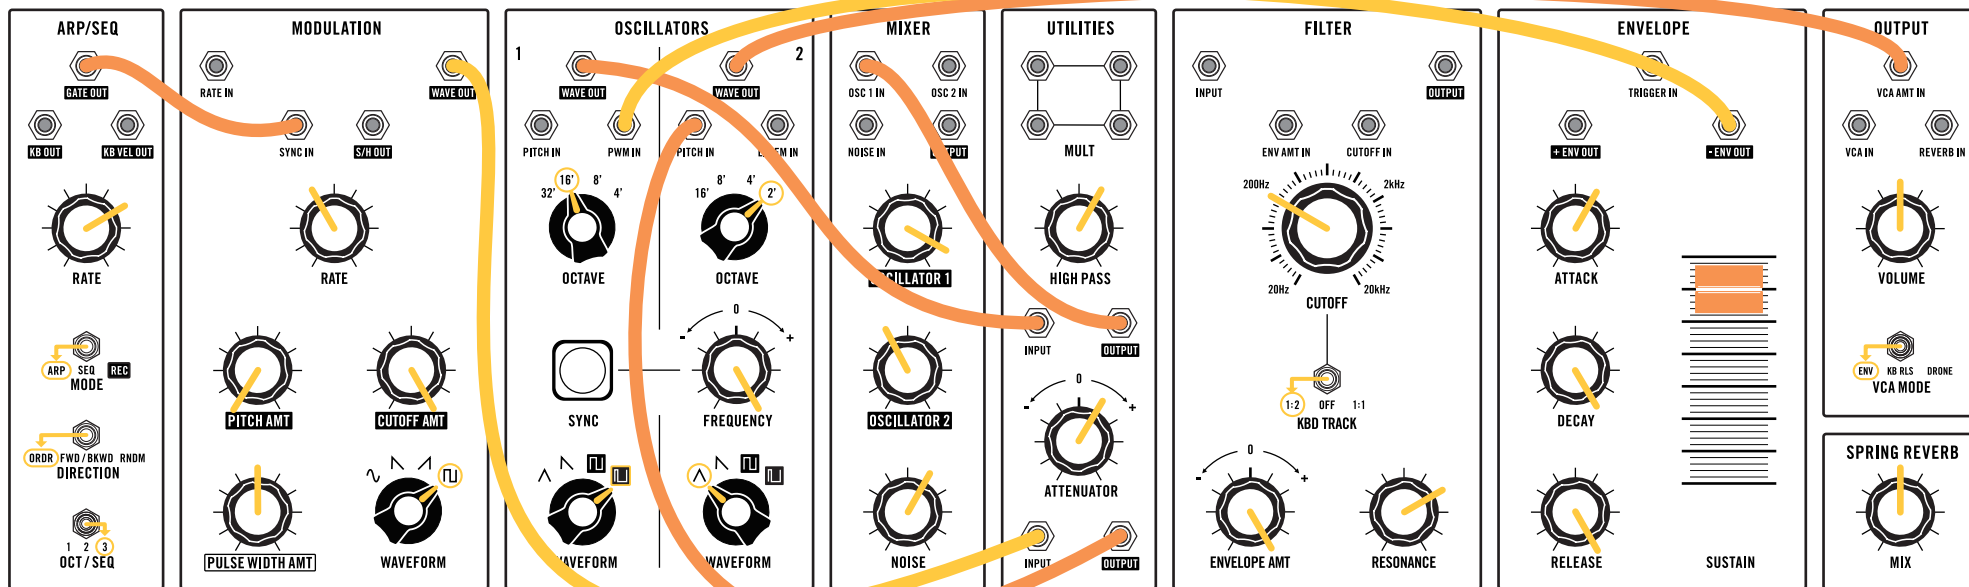 ARP/SEQ
GATE OUT
KB OUT KB VEL OUT
RATE
ARP SEQ REC
MODE
ORDR FWD / BKWD RNDM
DIRECTION
1 2 3
OCT / SEQ
MODULATION
RATE IN WAVE OUT
SYNC IN S/H OUT
RATE
PITCH AMT CUTOFF AMT
PULSE WIDTH AMT WAVEFORM
OSCILLATORS
1 2
WAVE OUT WAVE OUT
PITCH IN PWM IN PITCH IN
32' 16' 8' 4' 16' 8' 4' 2'
OCTAVE OCTAVE
- 0 +
SYNC FREQUENCY
WAVEFORM WAVEFORM
MIXER
OSC 1 IN OSC 2 IN
NOISE IN OUTPUT
OSCILLATOR 1
OSCILLATOR 2
NOISE
UTILITIES
MULT
HIGH PASS
INPUT OUTPUT
- 0 +
ATTENUATOR
INPUT OUTPUT
FILTER
INPUT OUTPUT
ENV AMT IN CUTOFF IN
200Hz 2kHz
20Hz 20kHz
CUTOFF
1:2 OFF 1:1
KBD TRACK
- 0 +
ENVELOPE AMT RESONANCE
ENVELOPE
TRIGGER IN
+ ENV OUT - ENV OUT
ATTACK
DECAY
RELEASE SUSTAIN
OUTPUT
VCA AMT IN
VCA IN REVERB IN
VOLUME
ENV KB RLS DRONE
VCA MODE
SPRING REVERB
MIX